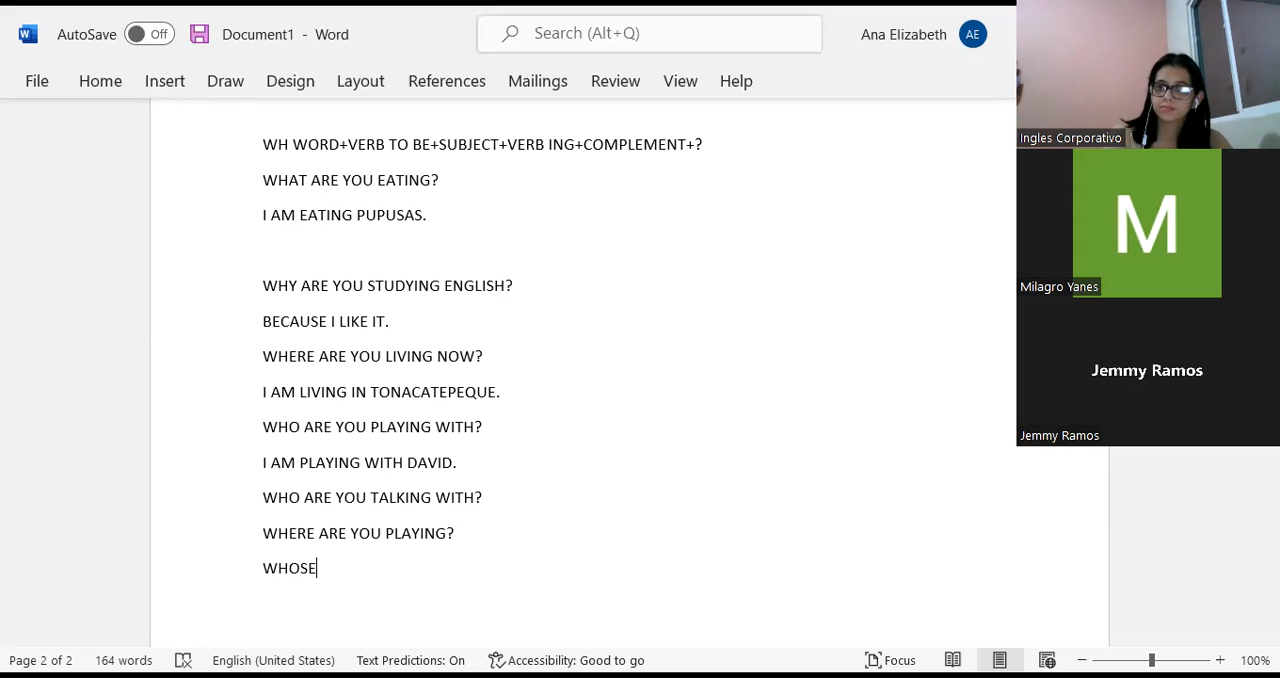 AutoSave Off Document1 - Word Search (Alt+Q) Ana Elizabeth AE
File Home Insert Draw Design Layout References Mailings Review View Help
WH WORD+VERB TO BE+SUBJECT+VERB ING+COMPLEMENT+?
WHAT ARE YOU EATING?
I AM EATING PUPUSAS.
WHY ARE YOU STUDYING ENGLISH?
BECAUSE I LIKE IT.
WHERE ARE YOU LIVING NOW?
I AM LIVING IN TONACATEPEQUE.
WHO ARE YOU PLAYING WITH?
I AM PLAYING WITH DAVID.
WHO ARE YOU TALKING WITH?
WHERE ARE YOU PLAYING?
WHOSE
Ingles Corporativo
M
Milagro Yanes
Jemmy Ramos
Jemmy Ramos
Page 2 of 2 164 words English (United States) Text Predictions: On Accessibility: Good to go Focus 100%